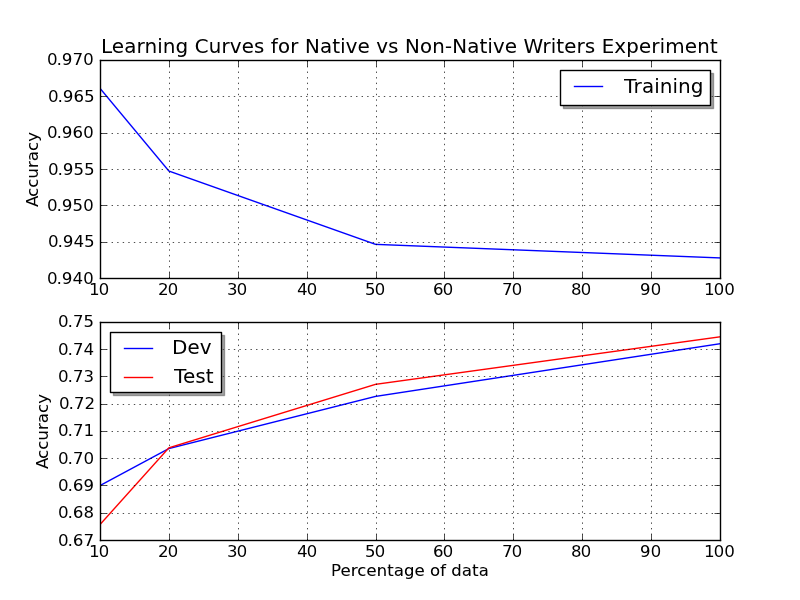 Learning Curves for Native vs Non-Native Writers Experiment
0.970
0.965
0.960
0.955
0.950
0.945
0.940
Accuracy
Training
10 20 30 40 50 60 70 80 90 100
0.75
0.74
0.73
0.72
0.71
0.70
0.69
0.68
0.67
Accuracy
Dev
Test
10 20 30 40 50 60 70 80 90 100
Percentage of data